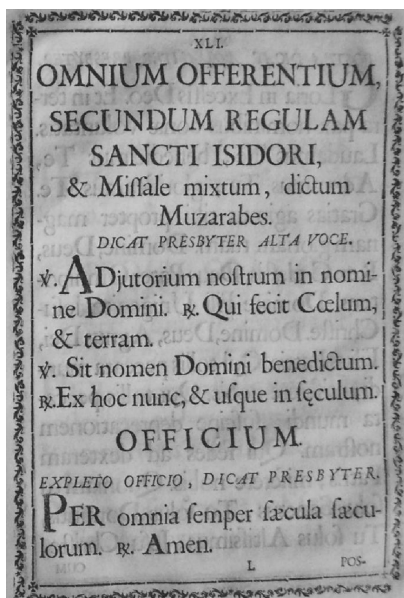 XLI.
OMNIUM OFFERENTIUM,
SECUNDUM REGULAM
SANCTI ISIDORI,
& Miſſale mixtum, dictum
Muzarabes.
DICAT PRESBYTER ALTA VOCE.
℣. ADjutorium noſtrum in nomi-
ne Domini. ℟. Qui fecit Cœlum,
& terram.
℣. Sit nomen Domini benedictum.
℟. Ex hoc nunc, & uſque in ſęculum.
OFFICIUM.
EXPLETO OFFICIO, DICAT PRESBYTER.
PER omnia ſemper ſæcula ſæcu-
lorum. ℟. Amen.
L POS-